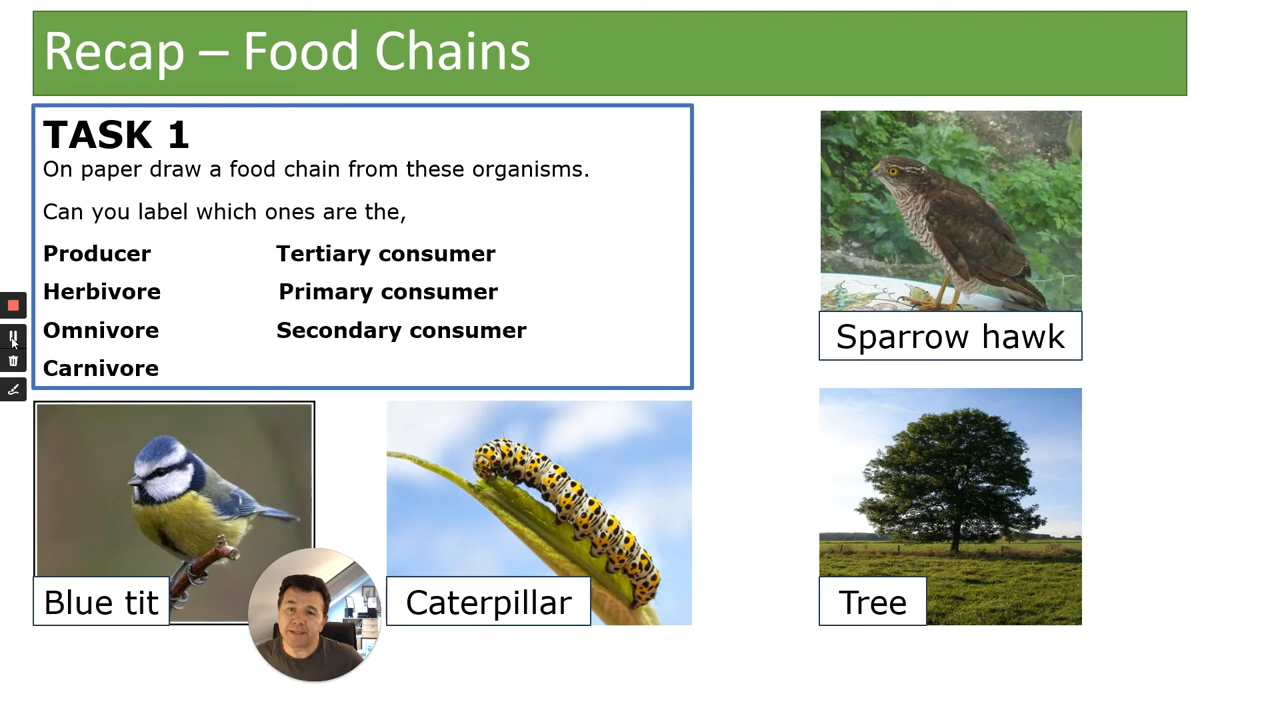 Recap – Food Chains
TASK 1
On paper draw a food chain from these organisms.
Can you label which ones are the,
Producer Tertiary consumer
Herbivore Primary consumer
Omnivore Secondary consumer
Carnivore
Sparrow hawk
Blue tit
Caterpillar
Tree